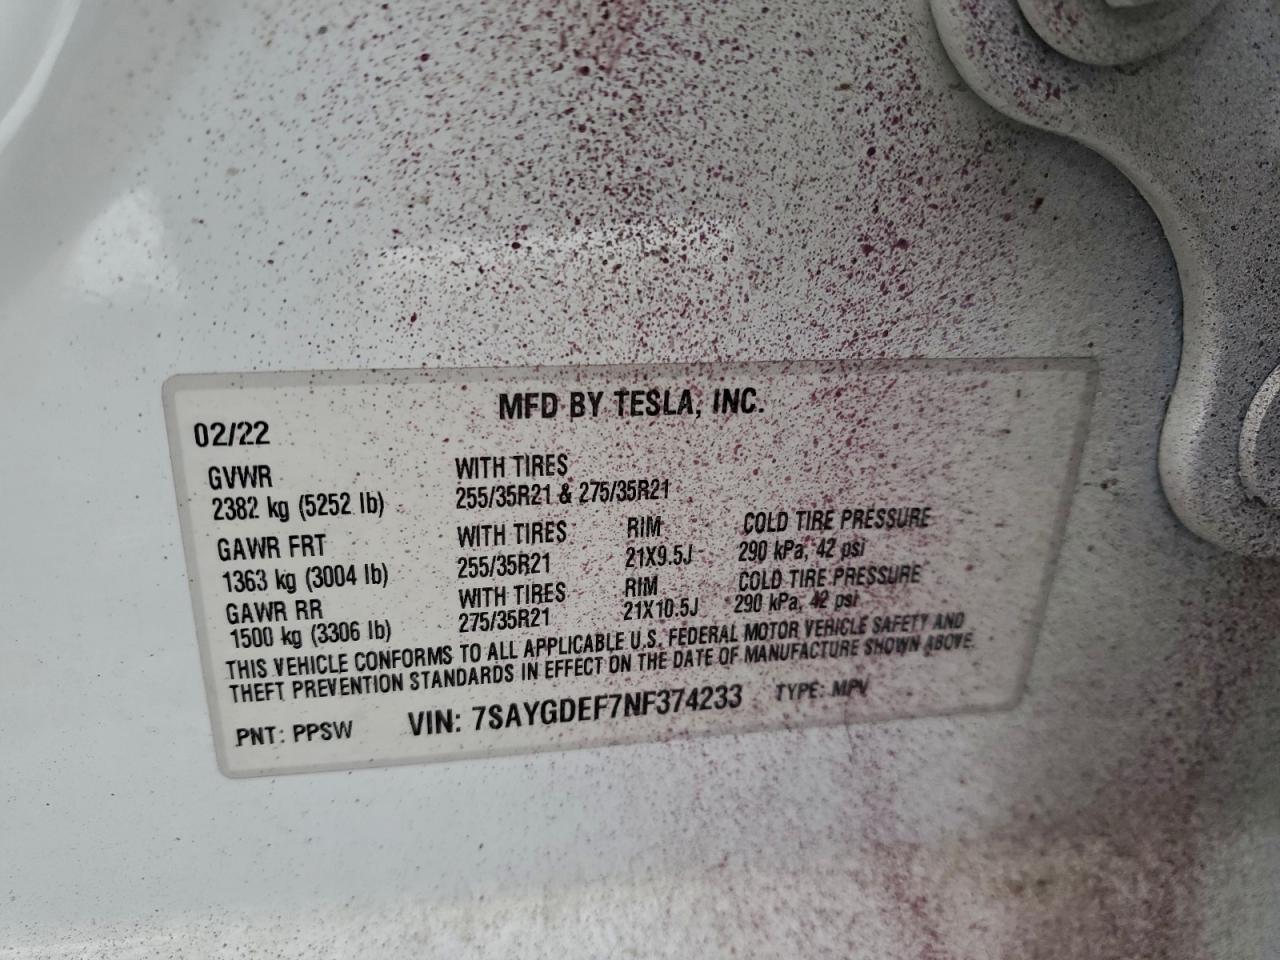 MFD BY TESLA, INC.
02/22
GVWR WITH TIRES
2382 kg (5252 lb) 255/35R21 & 275/35R21
GAWR FRT WITH TIRES RIM COLD TIRE PRESSURE
1363 kg (3004 lb) 255/35R21 21X9.5J 290 kPa, 42 psi
GAWR RR WITH TIRES RIM COLD TIRE PRESSURE
1500 kg (3306 lb) 275/35R21 21X10.5J 290 kPa, 42 psi
THIS VEHICLE CONFORMS TO ALL APPLICABLE U.S. FEDERAL MOTOR VEHICLE SAFETY AND
THEFT PREVENTION STANDARDS IN EFFECT ON THE DATE OF MANUFACTURE SHOWN ABOVE.
PNT: PPSW VIN: 7SAYGDEF7NF374233 TYPE: MPV